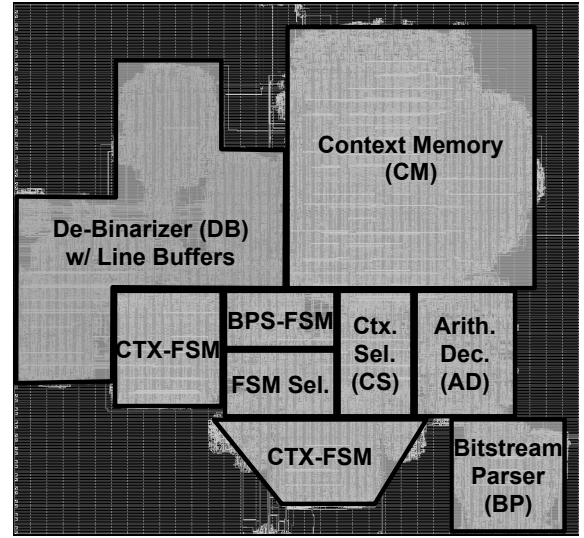 Context Memory
(CM)
De-Binarizer (DB)
w/ Line Buffers
BPS-FSM
CTX-FSM
FSM Sel.
Ctx.
Sel.
(CS)
Arith.
Dec.
(AD)
CTX-FSM
Bitstream
Parser
(BP)